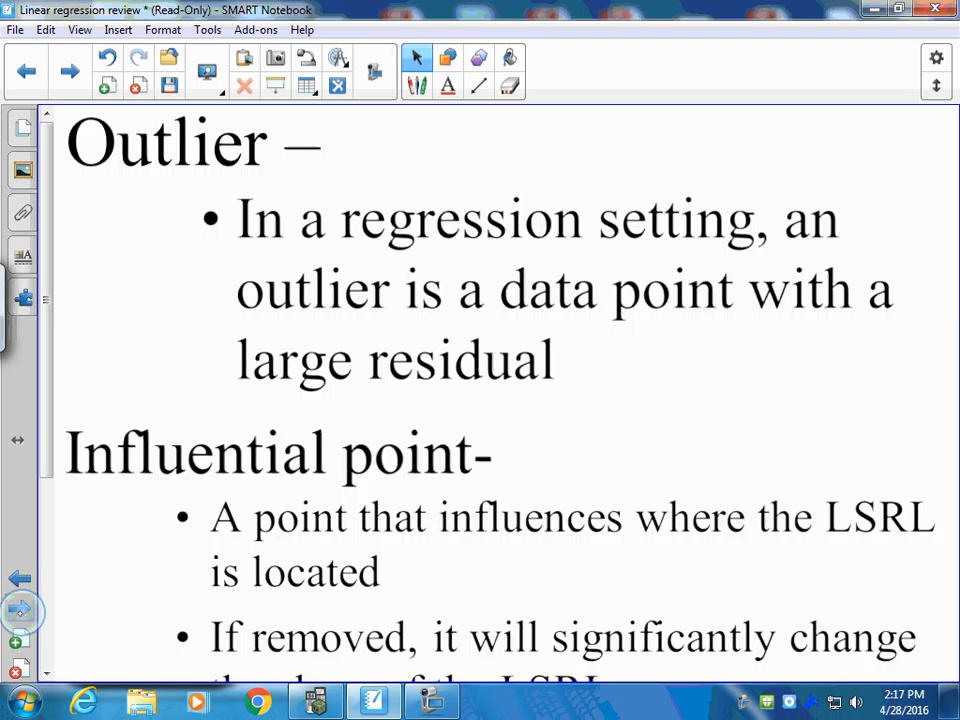 Linear regression review * (Read-Only) - SMART Notebook
File Edit View Insert Format Tools Add-ons Help
Outlier –
• In a regression setting, an
outlier is a data point with a
large residual
Influential point-
• A point that influences where the LSRL
is located
• If removed, it will significantly change
2:17 PM
4/28/2016